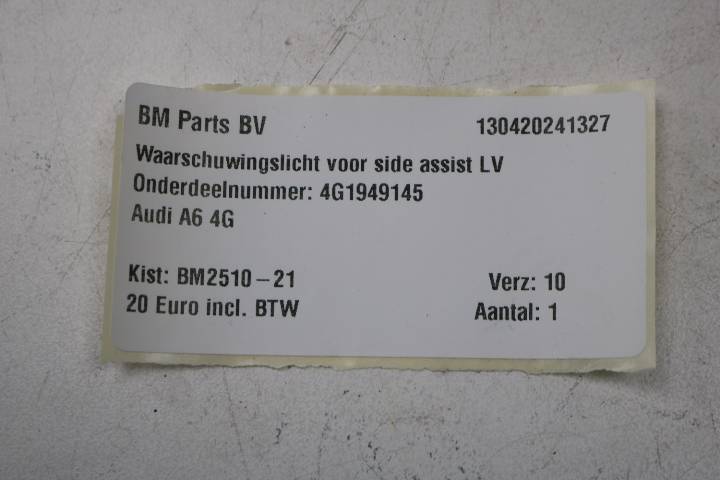 BM Parts BV 130420241327
Waarschuwingslicht voor side assist LV
Onderdeelnummer: 4G1949145
Audi A6 4G
Kist: BM2510-21 Verz: 10
20 Euro incl. BTW Aantal: 1